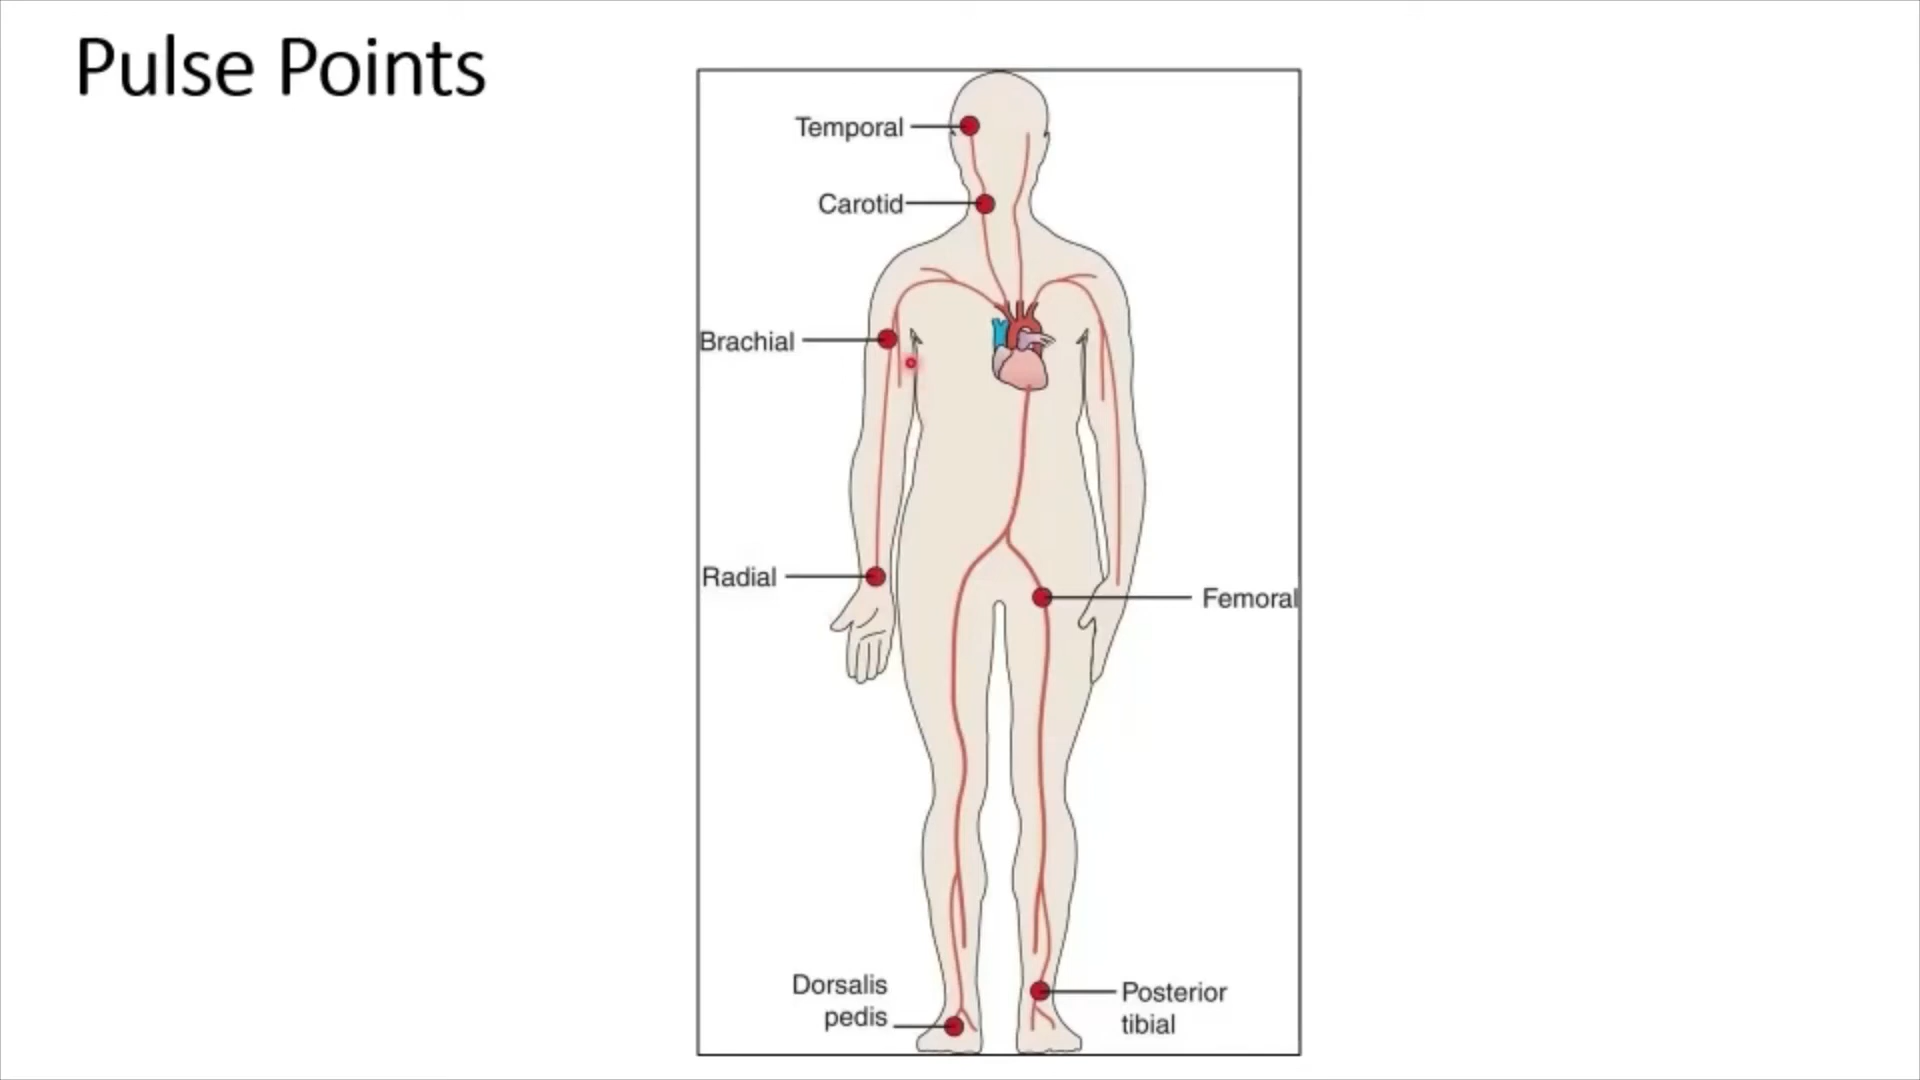 Pulse Points
Temporal
Carotid
Brachial
Radial
Femoral
Dorsalis
pedis
Posterior
tibial